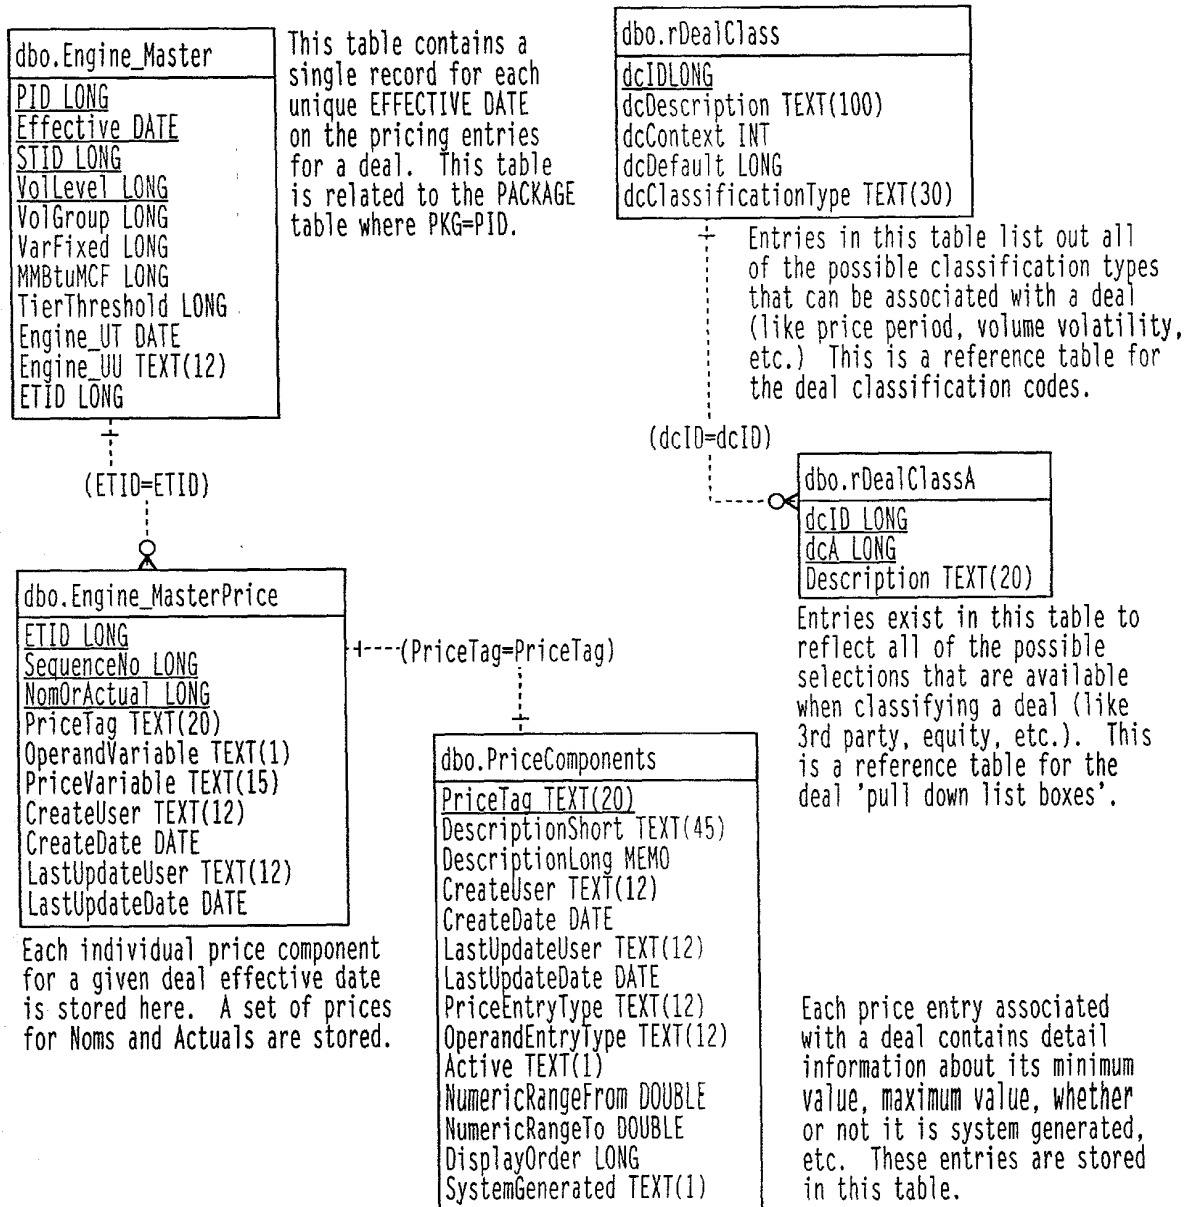 dbo.Engine_Master
PID LONG
Effective DATE
STID LONG
VolLevel LONG
VolGroup LONG
VarFixed LONG
MMBtuMCF LONG
TierThreshold LONG
Engine_UT DATE
Engine_UU TEXT(12)
ETID LONG
This table contains a
single record for each
unique EFFECTIVE DATE
on the pricing entries
for a deal. This table
is related to the PACKAGE
table where PKG=PID.
dbo.rDealClass
dcIDLONG
dcDescription TEXT(100)
dcContext INT
dcDefault LONG
dcClassificationType TEXT(30)
Entries in this table list out all
of the possible classification types
that can be associated with a deal
(like price period, volume volatility,
etc.) This is a reference table for
the deal classification codes.
(dcID=dcID)
(ETID=ETID)
dbo.rDealClassA
dcID LONG
dcA LONG
Description TEXT(20)
Entries exist in this table to
reflect all of the possible
selections that are available
when classifying a deal (like
3rd party, equity, etc.). This
is a reference table for the
deal 'pull down list boxes'.
dbo.Engine_MasterPrice
ETID LONG
SequenceNo LONG
NomOrActual LONG
PriceTag TEXT(20)
OperandVariable TEXT(1)
PriceVariable TEXT(15)
CreateUser TEXT(12)
CreateDate DATE
LastUpdateUser TEXT(12)
LastUpdateDate DATE
Each individual price component
for a given deal effective date
is stored here. A set of prices
for Noms and Actuals are stored.
(PriceTag=PriceTag)
dbo.PriceComponents
PriceTag TEXT(20)
DescriptionShort TEXT(45)
DescriptionLong MEMO
CreateUser TEXT(12)
CreateDate DATE
LastUpdateUser TEXT(12)
LastUpdateDate DATE
PriceEntryType TEXT(12)
OperandEntryType TEXT(12)
Active TEXT(1)
NumericRangeFrom DOUBLE
NumericRangeTo DOUBLE
DisplayOrder LONG
SystemGenerated TEXT(1)
Each price entry associated
with a deal contains detail
information about its minimum
value, maximum value, whether
or not it is system generated,
etc. These entries are stored
in this table.